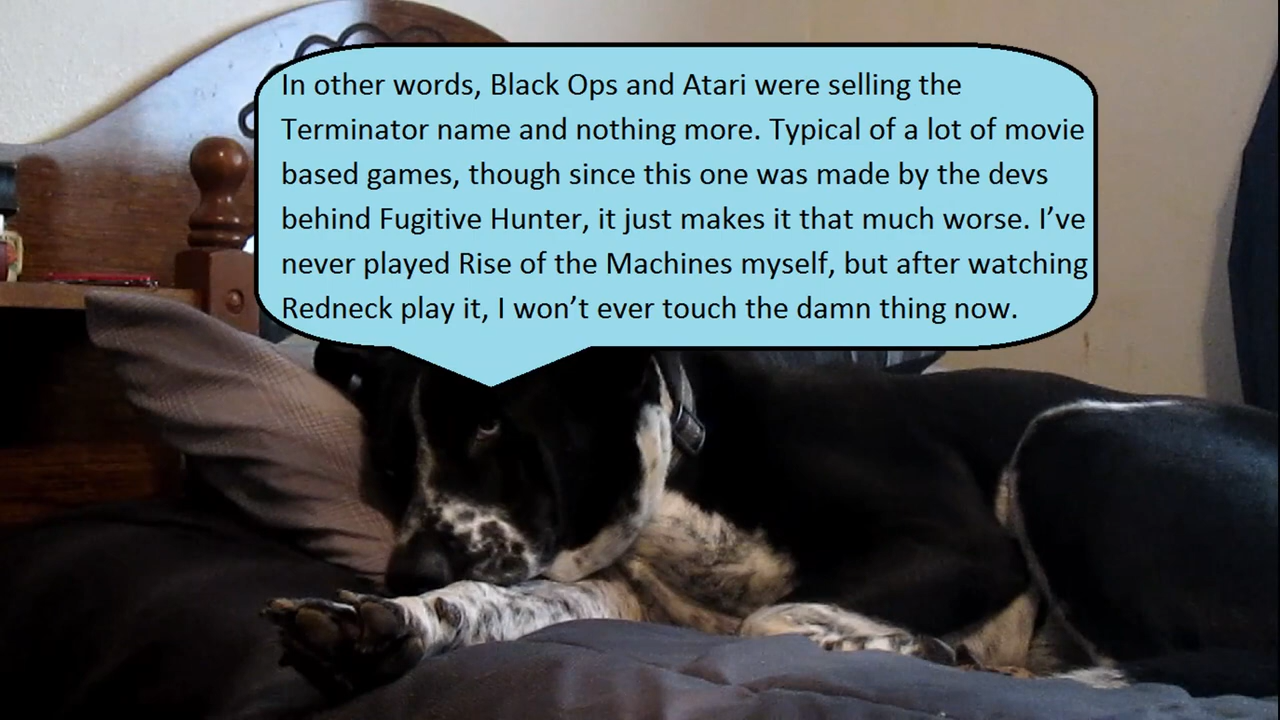 In other words, Black Ops and Atari were selling the
Terminator name and nothing more. Typical of a lot of movie
based games, though since this one was made by the devs
behind Fugitive Hunter, it just makes it that much worse. I’ve
never played Rise of the Machines myself, but after watching
Redneck play it, I won’t ever touch the damn thing now.